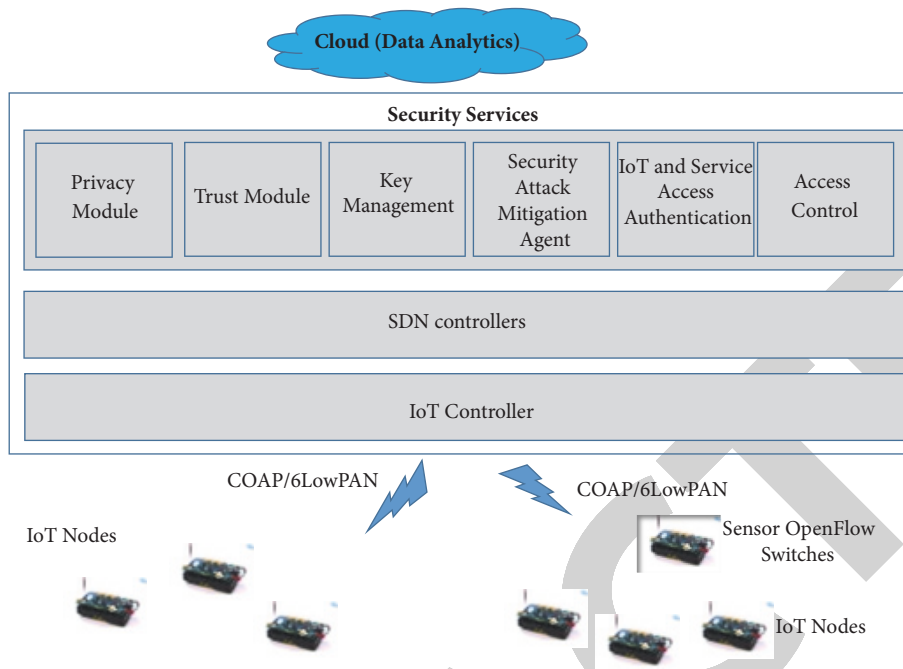 Cloud (Data Analytics)
Security Services
Privacy
Module
Trust Module
Key
Management
Security
Attack
Mitigation
Agent
IoT and Service
Access
Authentication
Access
Control
SDN controllers
IoT Controller
COAP/6LowPAN
COAP/6LowPAN
IoT Nodes
Sensor OpenFlow
Switches
IoT Nodes